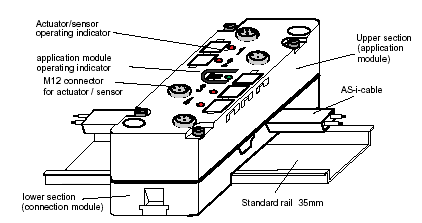 Actuator/sensor
operating indicator
application module
operating indicator
M12 connector
for actuator / sensor
Upper section
(application
module)
AS-i-cable
lower section
(connection module)
Standard rail 35mm